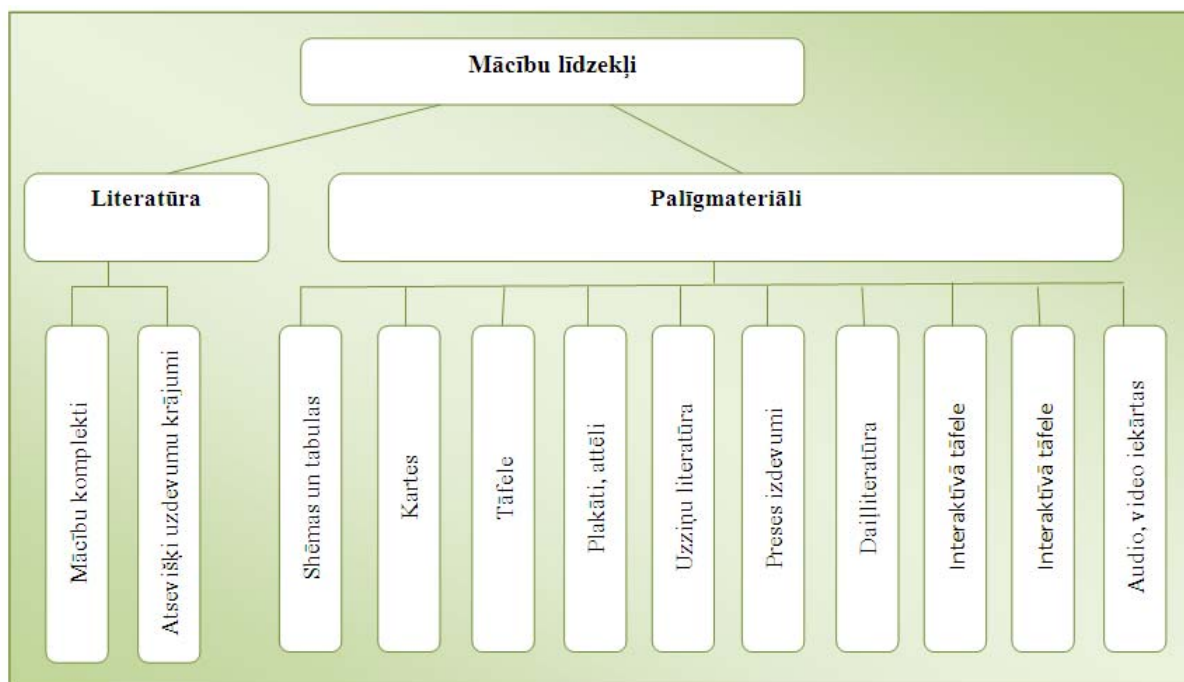 Mācību līdzekļi
Literatūra
Palīgmateriāli
Mācību komplekti
Atsevišķi uzdevumu krājumi
Shēmas un tabulas
Kartes
Tāfele
Plakāti, attēli
Uzziņu literatūra
Preses izdevumi
Daiļliteratūra
Interaktīvā tāfele
Interaktīvā tāfele
Audio, video iekārtas